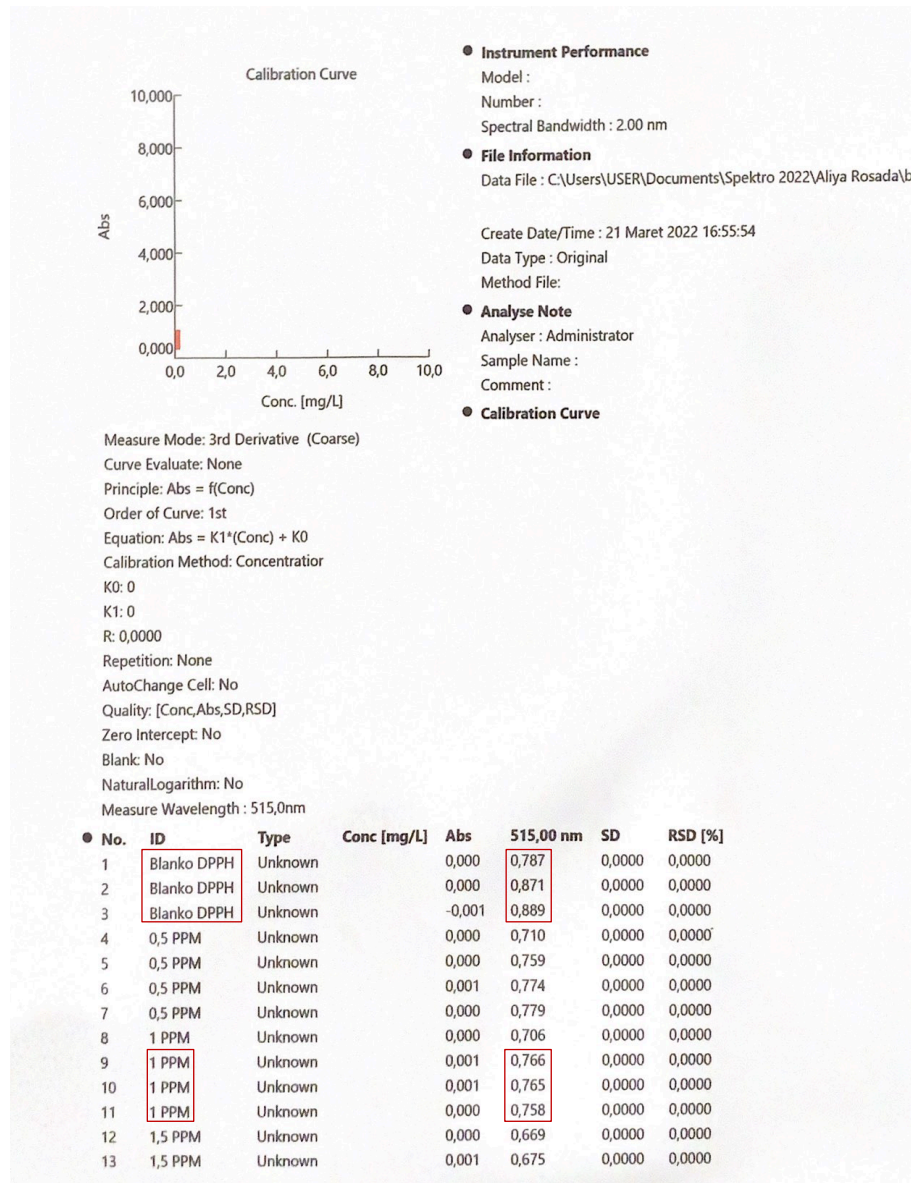 Calibration Curve
10,000
8,000
6,000
4,000
2,000
0,000
Abs
0,0 2,0 4,0 6,0 8,0 10,0
Conc. [mg/L]
Instrument Performance
Model :
Number :
Spectral Bandwidth : 2.00 nm
File Information
Data File : C:\Users\USER\Documents\Spektro 2022\Aliya Rosada\b
Create Date/Time : 21 Maret 2022 16:55:54
Data Type : Original
Method File:
Analyse Note
Analyser : Administrator
Sample Name :
Comment :
Calibration Curve
Measure Mode: 3rd Derivative (Coarse)
Curve Evaluate: None
Principle: Abs = f(Conc)
Order of Curve: 1st
Equation: Abs = K1*(Conc) + K0
Calibration Method: Concentratior
K0: 0
K1: 0
R: 0,0000
Repetition: None
AutoChange Cell: No
Quality: [Conc,Abs,SD,RSD]
Zero Intercept: No
Blank: No
NaturalLogarithm: No
Measure Wavelength : 515,0nm
No. ID Type Conc [mg/L] Abs 515,00 nm SD RSD [%]
1 Blanko DPPH Unknown 0,000 0,787 0,0000 0,0000
2 Blanko DPPH Unknown 0,000 0,871 0,0000 0,0000
3 Blanko DPPH Unknown -0,001 0,889 0,0000 0,0000
4 0,5 PPM Unknown 0,000 0,710 0,0000 0,0000
5 0,5 PPM Unknown 0,000 0,759 0,0000 0,0000
6 0,5 PPM Unknown 0,001 0,774 0,0000 0,0000
7 0,5 PPM Unknown 0,000 0,779 0,0000 0,0000
8 1 PPM Unknown 0,000 0,706 0,0000 0,0000
9 1 PPM Unknown 0,001 0,766 0,0000 0,0000
10 1 PPM Unknown 0,001 0,765 0,0000 0,0000
11 1 PPM Unknown 0,000 0,758 0,0000 0,0000
12 1,5 PPM Unknown 0,000 0,669 0,0000 0,0000
13 1,5 PPM Unknown 0,001 0,675 0,0000 0,0000